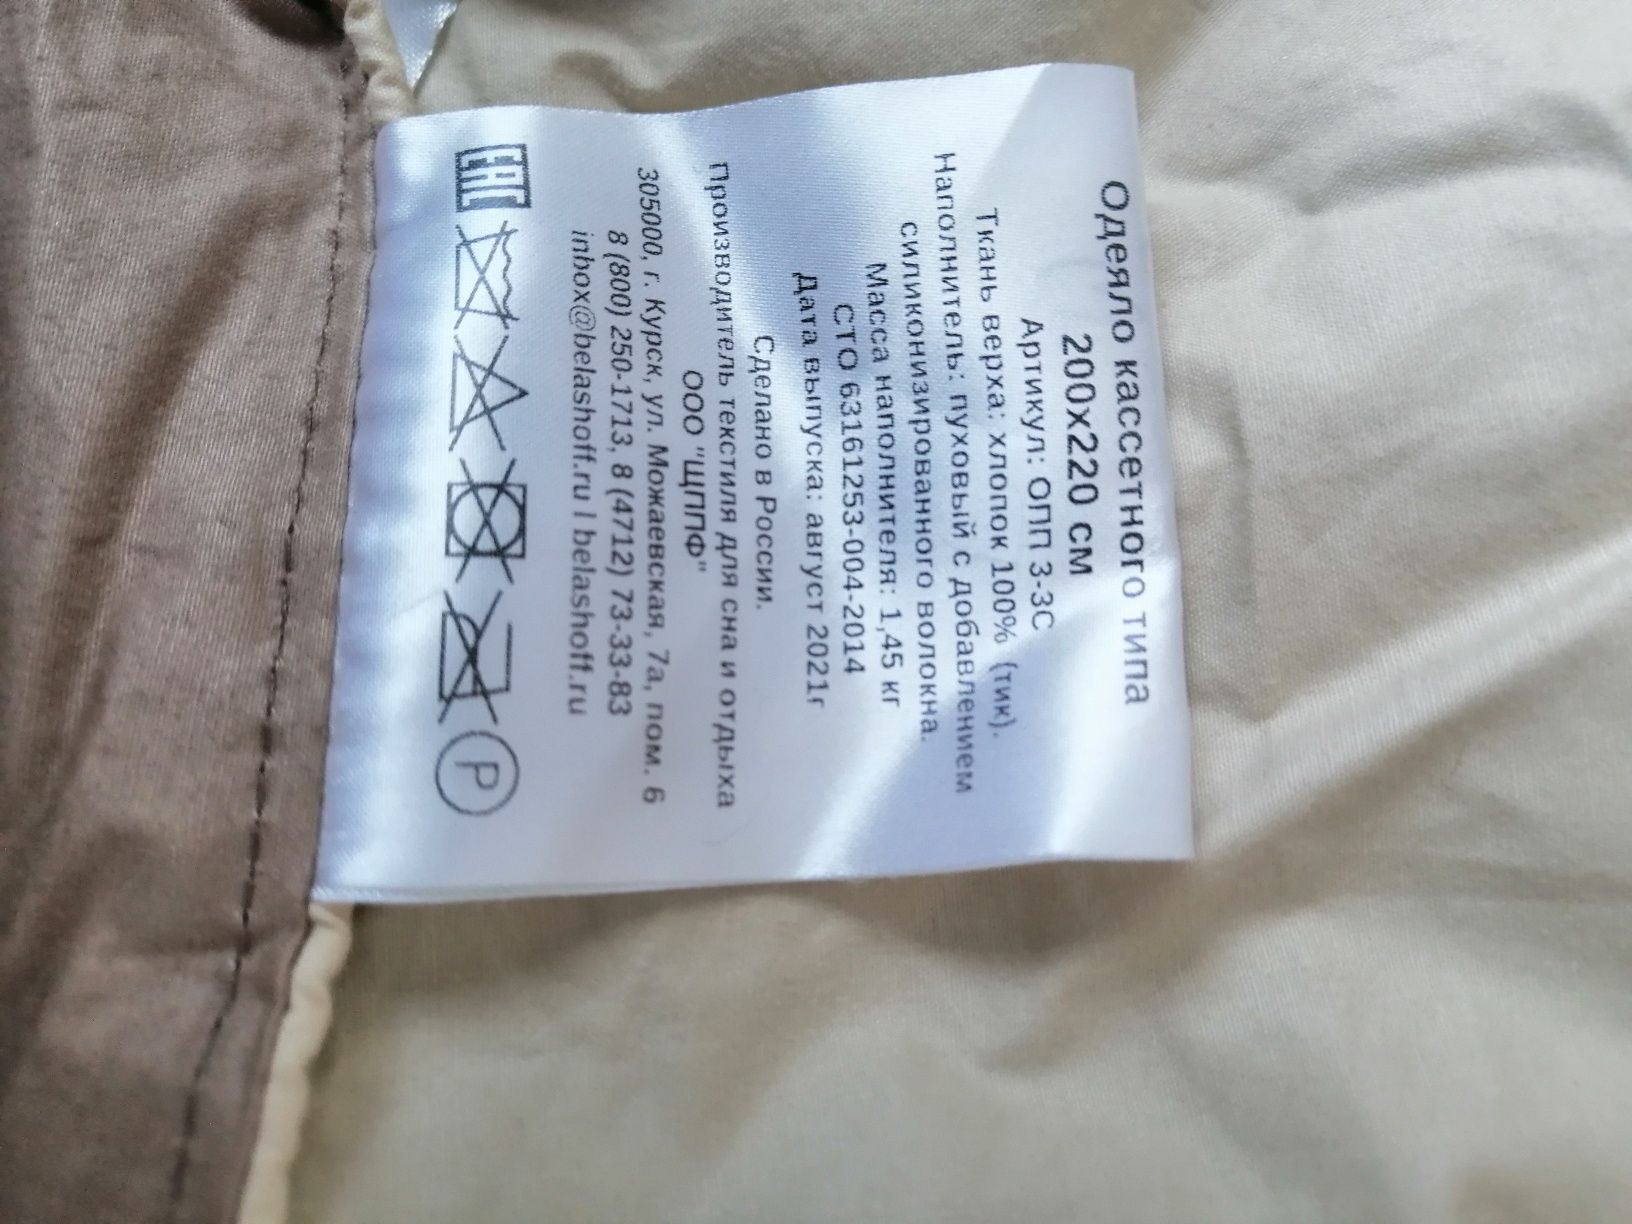 Одеяло кассетного типа
200х220 см
Артикул: ОПП 3-3С
Ткань верха: хлопок 100% (тик).
Наполнитель: пуховый с добавлением
силиконизированного волокна.
Масса наполнителя: 1,45 кг
СТО 63161253-004-2014
Дата выпуска: август 2021г
Сделано в России.
Производитель текстиля для сна и отдыха
ООО "ЩППФ"
305000, г. Курск, ул. Можаевская, 7а, пом. 6
8 (800) 250-1713, 8 (4712) 73-33-83
inbox@belashoff.ru I belashoff.ru
EAC P